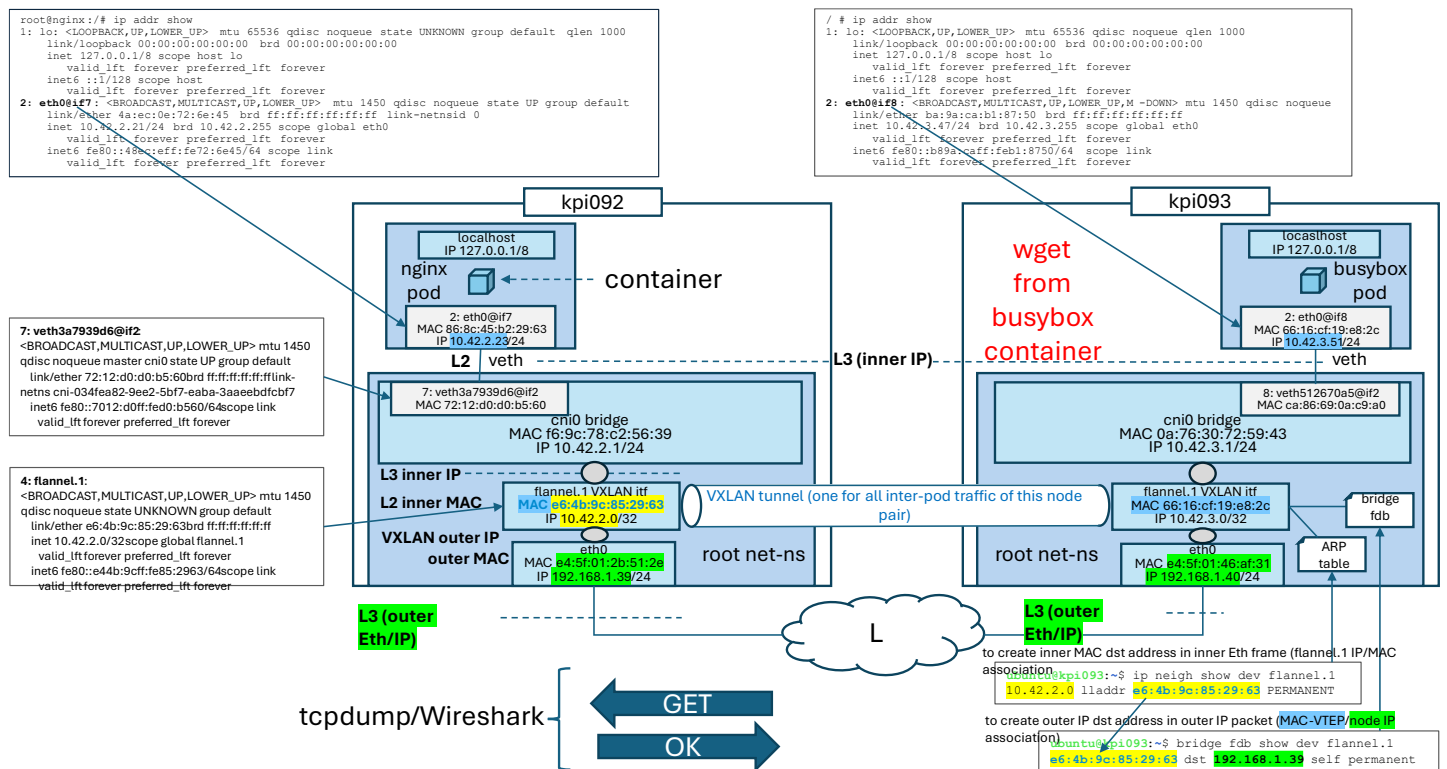 root@nginx:/# ip addr show
1: lo: <LOOPBACK,UP,LOWER_UP> mtu 65536 qdisc noqueue state UNKNOWN group default qlen 1000
link/loopback 00:00:00:00:00:00 brd 00:00:00:00:00:00
inet 127.0.0.1/8 scope host lo
valid_lft forever preferred_lft forever
inet6 ::1/128 scope host
valid_lft forever preferred_lft forever
2: eth0@if7: <BROADCAST,MULTICAST,UP,LOWER_UP> mtu 1450 qdisc noqueue state UP group default
link/ether 4a:ec:0e:72:6e:45 brd ff:ff:ff:ff:ff:ff link-netnsid 0
inet 10.42.2.21/24 brd 10.42.2.255 scope global eth0
valid_lft forever preferred_lft forever
inet6 fe80::48ec:eff:fe72:6e45/64 scope link
valid_lft forever preferred_lft forever
/ # ip addr show
1: lo: <LOOPBACK,UP,LOWER_UP> mtu 65536 qdisc noqueue qlen 1000
link/loopback 00:00:00:00:00:00 brd 00:00:00:00:00:00
inet 127.0.0.1/8 scope host lo
valid_lft forever preferred_lft forever
inet6 ::1/128 scope host
valid_lft forever preferred_lft forever
2: eth0@if8: <BROADCAST,MULTICAST,UP,LOWER_UP,M -DOWN> mtu 1450 qdisc noqueue
link/ether ba:9a:ca:b1:87:50 brd ff:ff:ff:ff:ff:ff
inet 10.42.3.47/24 brd 10.42.3.255 scope global eth0
valid_lft forever preferred_lft forever
inet6 fe80::b89a:caff:feb1:8750/64 scope link
valid_lft forever preferred_lft forever
kpi092
localhost
IP 127.0.0.1/8
nginx
pod
container
2: eth0@if7
MAC 86:8c:45:b2:29:63
IP 10.42.2.23/24
L2 veth
L3 (inner IP)
7: veth3a7939d6@if2
MAC 72:12:d0:d0:b5:60
cni0 bridge
MAC f6:9c:78:c2:56:39
IP 10.42.2.1/24
L3 inner IP
L2 inner MAC
flannel.1 VXLAN itf
MAC e6:4b:9c:85:29:63
IP 10.42.2.0/32
VXLAN outer IP
outer MAC
eth0
MAC e4:5f:01:2b:51:2e
IP 192.168.1.39/24
root net-ns
VXLAN tunnel (one for all inter-pod traffic of this node
pair)
kpi093
locaslhost
IP 127.0.0.1/8
wget
from
busybox
container
busybox
pod
2: eth0@if8
MAC 66:16:cf:19:e8:2c
IP 10.42.3.51/24
veth
8: veth512670a5@if2
MAC ca:86:69:0a:c9:a0
cni0 bridge
MAC 0a:76:30:72:59:43
IP 10.42.3.1/24
flannel.1 VXLAN itf
MAC 66:16:cf:19:e8:2c
IP 10.42.3.0/32
bridge
fdb
ARP
table
root net-ns
eth0
MAC e4:5f:01:46:af:31
IP 192.168.1.40/24
7: veth3a7939d6@if2:
<BROADCAST,MULTICAST,UP,LOWER_UP> mtu 1450
qdisc noqueue master cni0 state UP group default
link/ether 72:12:d0:d0:b5:60brd ff:ff:ff:ff:ff:fflink-
netns cni-034fea82-9ee2-5bf7-eaba-3aaeebdfcbf7
inet6 fe80::7012:d0ff:fed0:b560/64scope link
valid_lft forever preferred_lft forever
4: flannel.1:
<BROADCAST,MULTICAST,UP,LOWER_UP> mtu 1450
qdisc noqueue state UNKNOWN group default
link/ether e6:4b:9c:85:29:63brd ff:ff:ff:ff:ff:ff
inet 10.42.2.0/32scope global flannel.1
valid_lft forever preferred_lft forever
inet6 fe80::e44b:9cff:fe85:2963/64scope link
valid_lft forever preferred_lft forever
L3 (outer
Eth/IP)
L
L3 (outer
Eth/IP)
tcpdump/Wireshark
GET
OK
to create inner MAC dst address in inner Eth frame (flannel.1 IP/MAC
association
ubuntu@kpi093:~$ ip neigh show dev flannel.1
10.42.2.0 lladdr e6:4b:9c:85:29:63 PERMANENT
to create outer IP dst address in outer IP packet (MAC-VTEP/node IP
association)
ubuntu@kpi093:~$ bridge fdb show dev flannel.1
e6:4b:9c:85:29:63 dst 192.168.1.39 self permanent